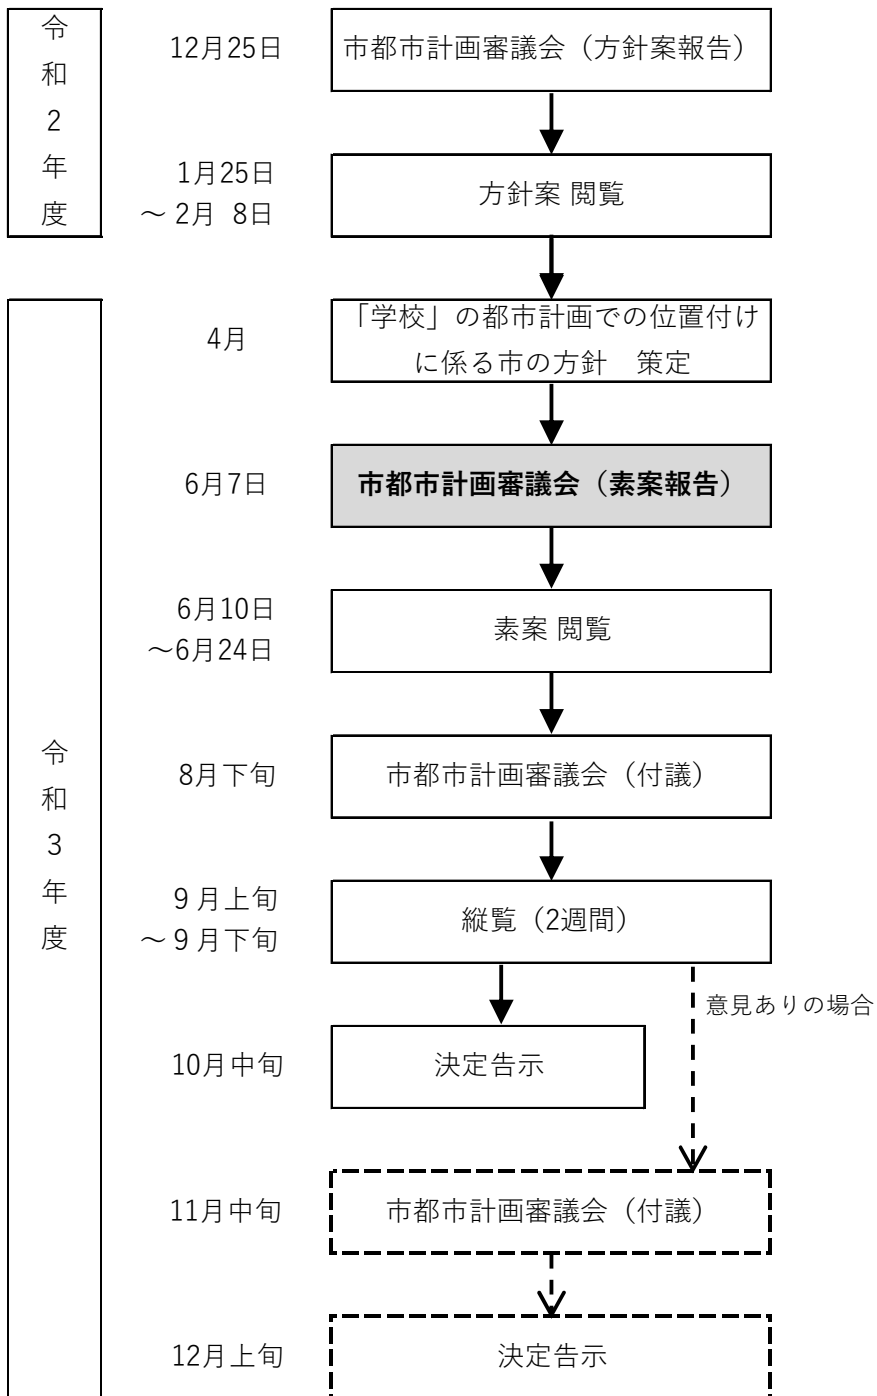 令和2年度
12月25日
市都市計画審議会（方針案報告）
1月25日
～ 2月 8日
方針案 閲覧
令和3年度
4月
「学校」の都市計画での位置付け
に係る市の方針　策定
6月7日
市都市計画審議会（素案報告）
6月10日
～6月24日
素案 閲覧
8月下旬
市都市計画審議会（付議）
９月上旬
～９月下旬
縦覧（2週間）
意見ありの場合
10月中旬
決定告示
11月中旬
市都市計画審議会（付議）
12月上旬
決定告示